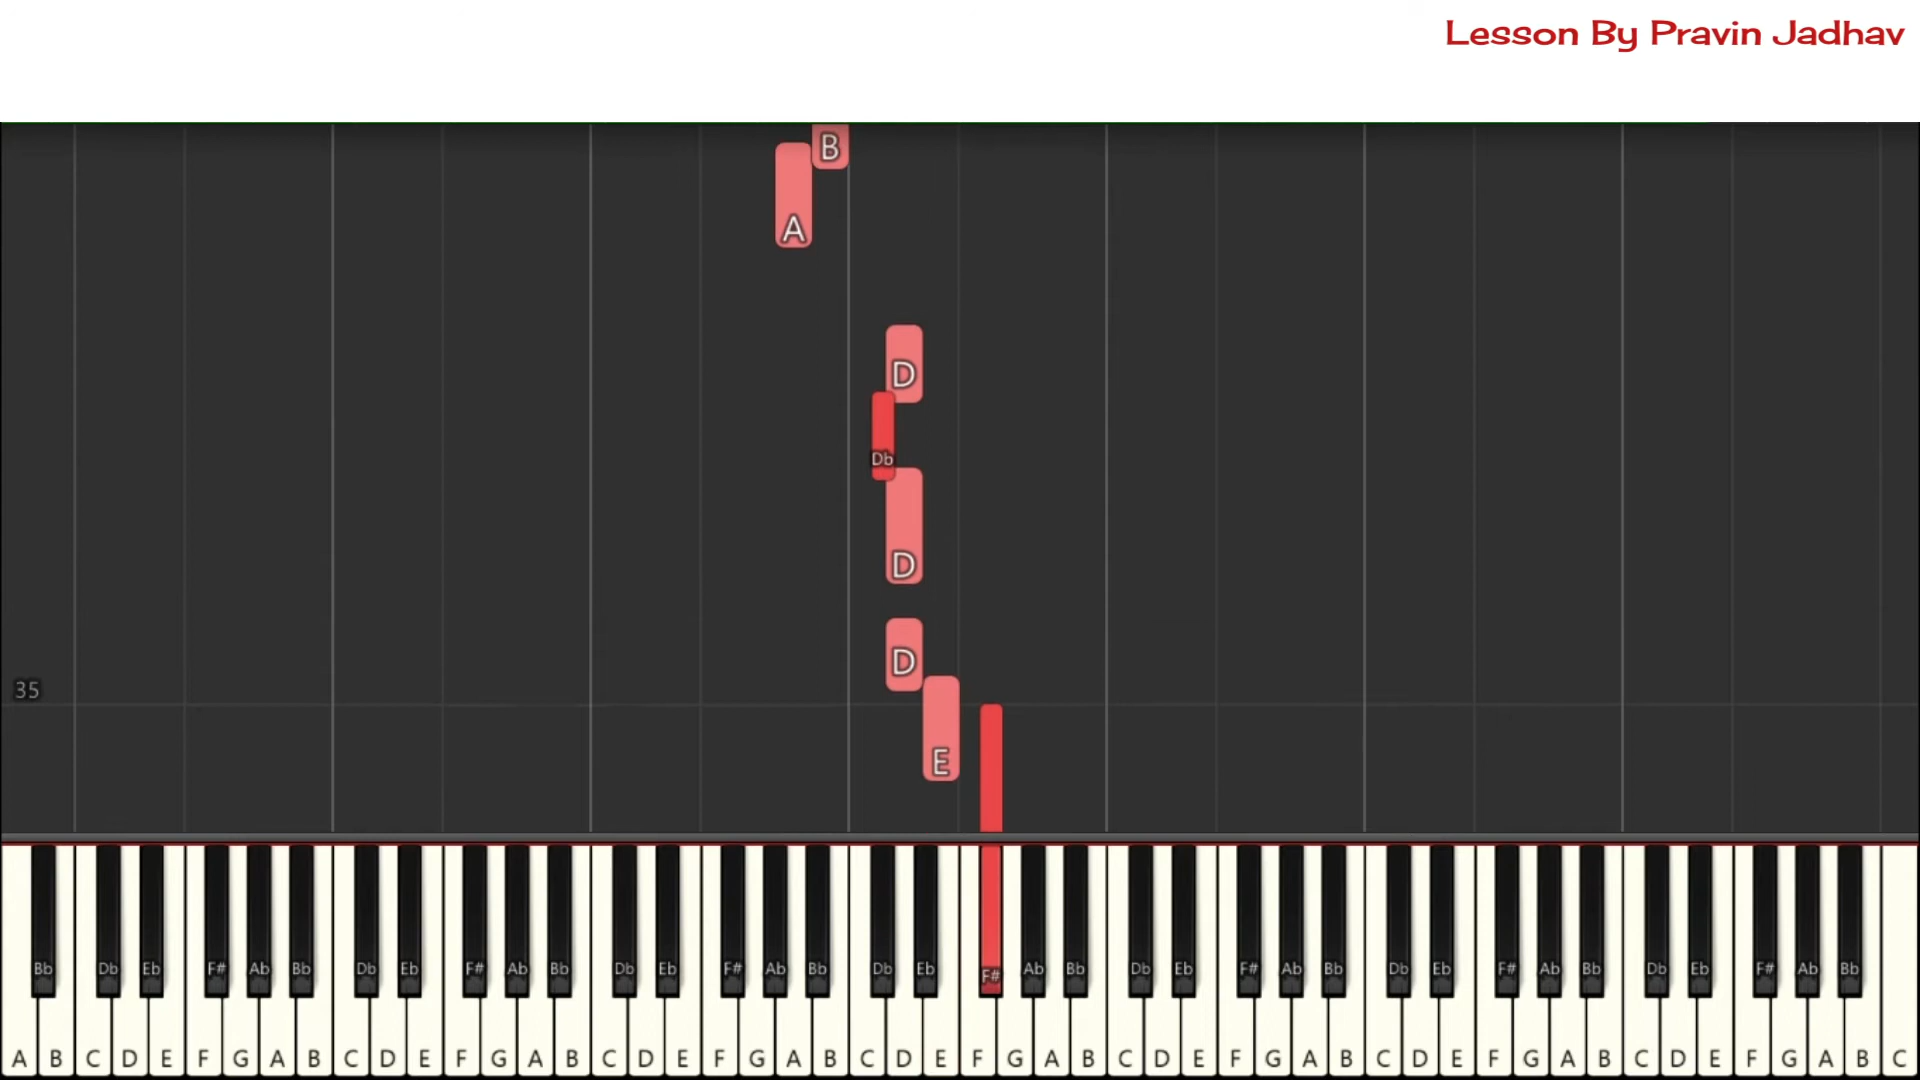 Lesson By Pravin Jadhav
B
A
D
Db
D
D
35
E
Bb Db Eb F# Ab Bb Db Eb F# Ab Bb Db Eb F# Ab Bb Db Eb F# Ab Bb Db Eb F# Ab Bb Db Eb F# Ab Bb Db Eb F# Ab Bb
A B C D E F G A B C D E F G A B C D E F G A B C D E F G A B C D E F G A B C D E F G A B C D E F G A B C